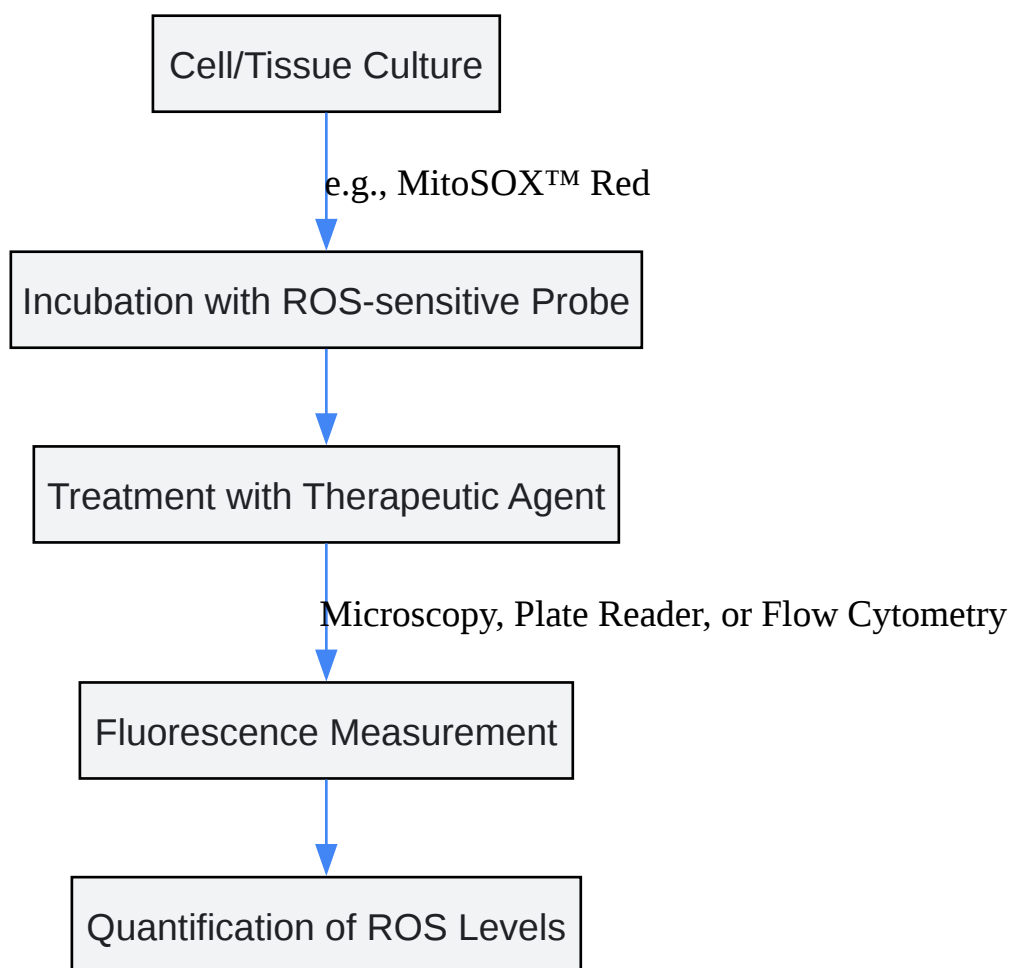 Cell/Tissue Culture
e.g., MitoSOX™ Red
Incubation with ROS-sensitive Probe
Treatment with Therapeutic Agent
Microscopy, Plate Reader, or Flow Cytometry
Fluorescence Measurement
Quantification of ROS Levels